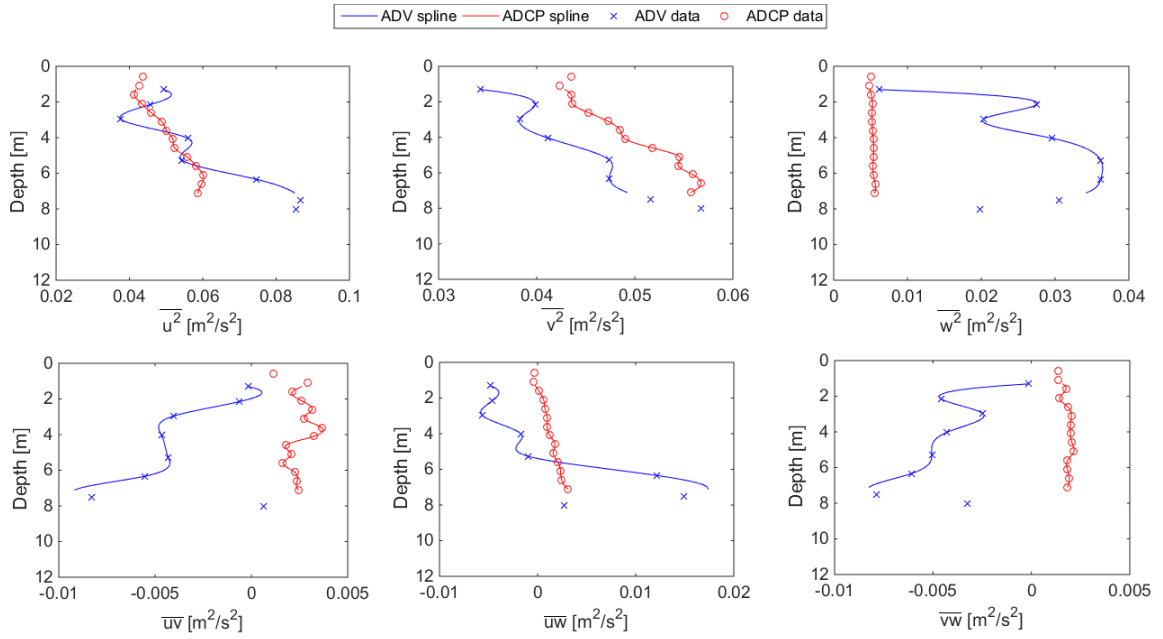 ADV spline ADCP spline ADV data ADCP data
0
2
4
6
8
10
12
Depth [m]
0.02 0.04 0.06 0.08 0.1
u² [m²/s²]
0
2
4
6
8
10
12
Depth [m]
0.03 0.04 0.05 0.06
v² [m²/s²]
0
2
4
6
8
10
12
Depth [m]
0 0.01 0.02 0.03 0.04
w² [m²/s²]
0
2
4
6
8
10
12
Depth [m]
-0.01 -0.005 0 0.005
uv [m²/s²]
0
2
4
6
8
10
12
Depth [m]
-0.01 0 0.01 0.02
uw [m²/s²]
0
2
4
6
8
10
12
Depth [m]
-0.01 -0.005 0 0.005
vw [m²/s²]